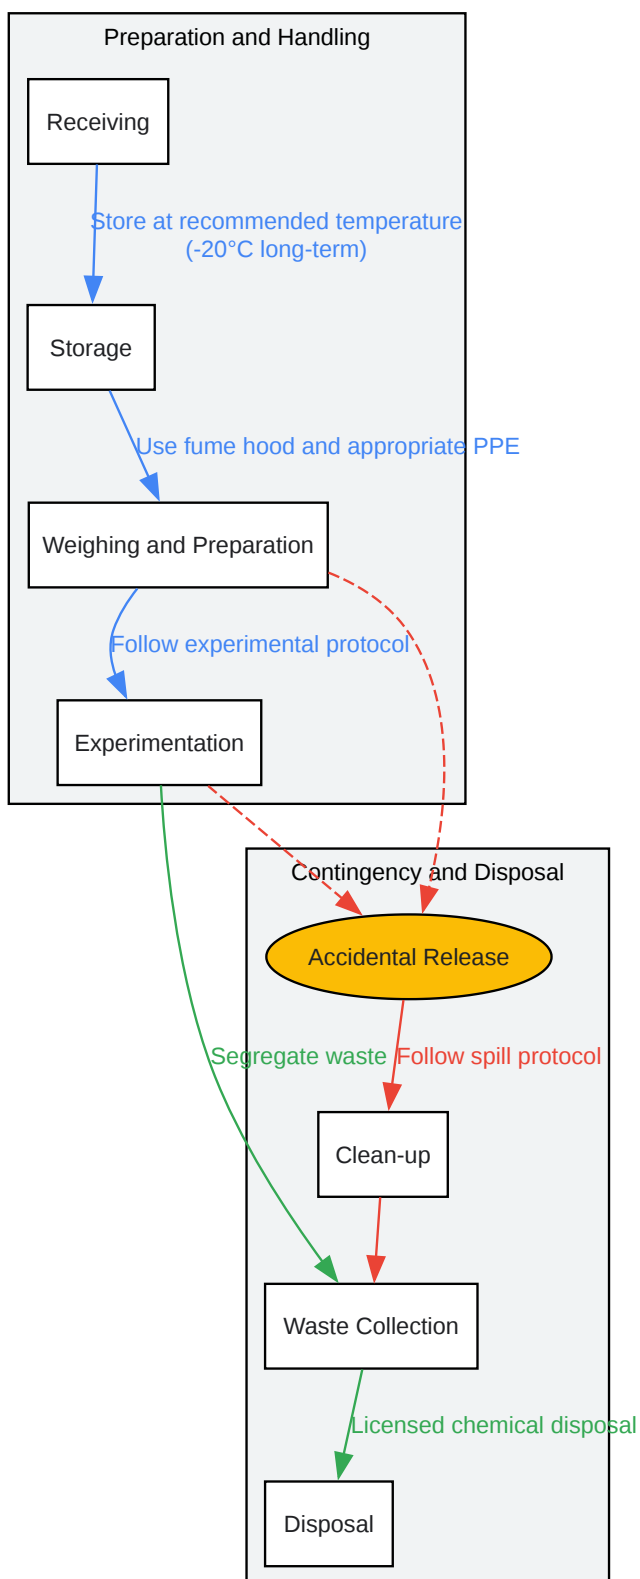 Preparation and Handling
Receiving
Store at recommended temperature
(-20°C long-term)
Storage
Use fume hood and appropriate PPE
Weighing and Preparation
Follow experimental protocol
Experimentation
Contingency and Disposal
Accidental Release
Segregate waste
Follow spill protocol
Clean-up
Waste Collection
Licensed chemical disposal
Disposal